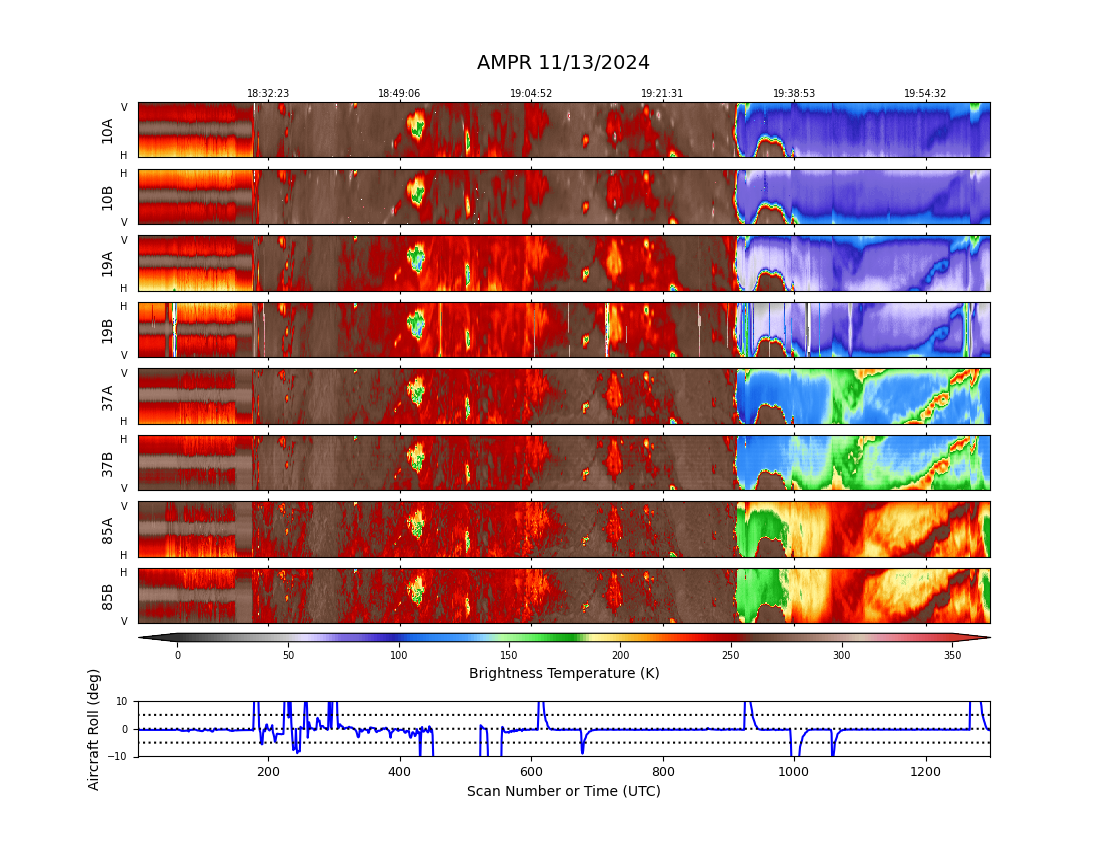 AMPR 11/13/2024
18:32:23 18:49:06 19:04:52 19:21:31 19:38:53 19:54:32
V
10A
H
H
10B
V
V
19A
H
H
19B
V
V
37A
H
H
37B
V
V
85A
H
H
85B
V
0 50 100 150 200 250 300 350
Brightness Temperature (K)
Aircraft Roll (deg)
10
0
−10
200 400 600 800 1000 1200
Scan Number or Time (UTC)